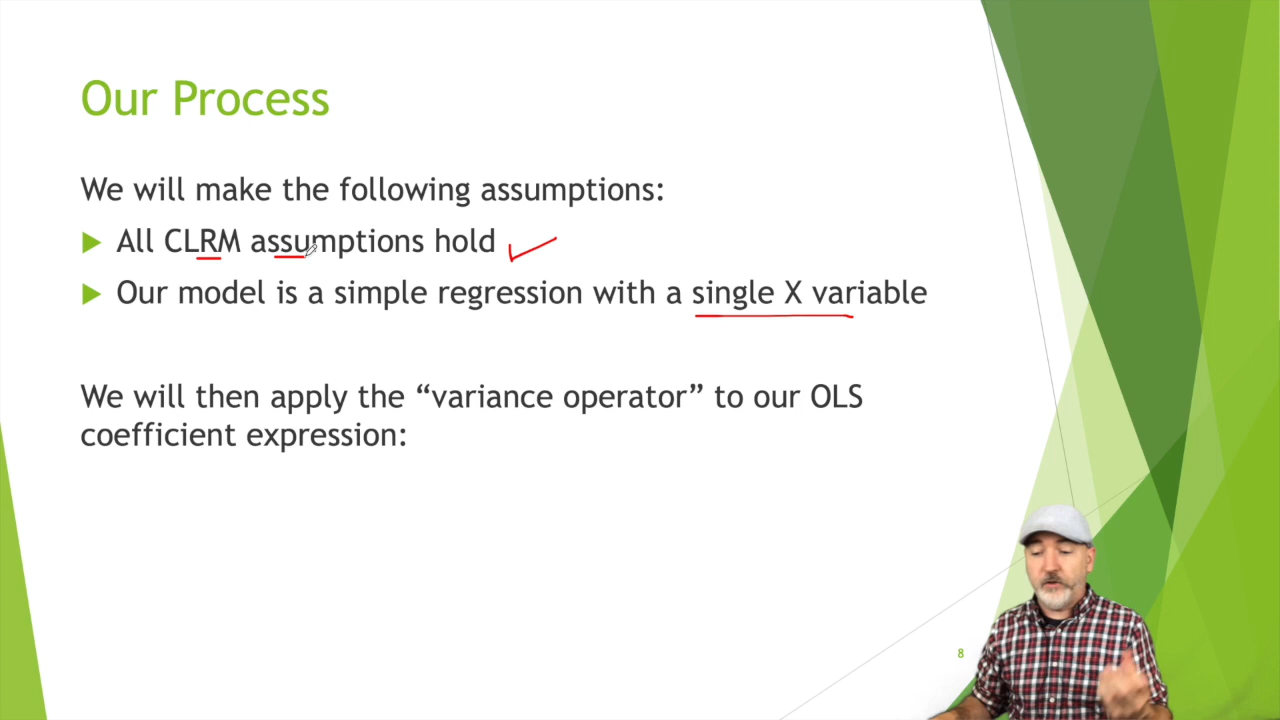 Our Process
We will make the following assumptions:
All CLRM assumptions hold
Our model is a simple regression with a single X variable
We will then apply the “variance operator” to our OLS
coefficient expression:
8